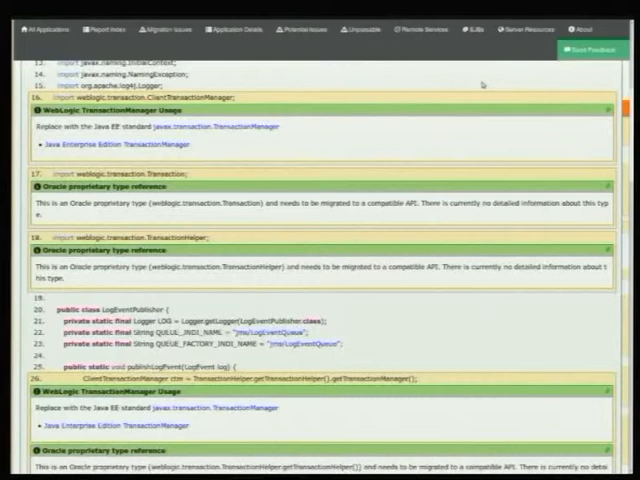 All Applications Report Index Migration Issues Application Details Potential Issues Unparsable Remote Services EJBs Server Resources About
Send Feedback
13. import javax.naming.InitialContext;
14. import javax.naming.NamingException;
15. import org.apache.log4j.Logger;
16. import weblogic.transaction.ClientTransactionManager;
WebLogic TransactionManager Usage
Replace with the Java EE standard javax.transaction.TransactionManager
• Java Enterprise Edition TransactionManager
17. import weblogic.transaction.Transaction;
Oracle proprietary type reference
This is an Oracle proprietary type (weblogic.transaction.Transaction) and needs to be migrated to a compatible API. There is currently no detailed information about this typ
e.
18. import weblogic.transaction.TransactionHelper;
Oracle proprietary type reference
This is an Oracle proprietary type (weblogic.transaction.TransactionHelper) and needs to be migrated to a compatible API. There is currently no detailed information about t
his type.
19.
20. public class LogEventPublisher {
21. private static final Logger LOG = Logger.getLogger(LogEventPublisher.class);
22. private static final String QUEUE_JNDI_NAME = "jms/LogEventQueue";
23. private static final String QUEUE_FACTORY_JNDI_NAME = "jms/LogEventQueue";
24.
25. public static void publishLogEvent(LogEvent log) {
26. ClientTransactionManager ctm = TransactionHelper.getTransactionHelper().getTransactionManager();
WebLogic TransactionManager Usage
Replace with the Java EE standard javax.transaction.TransactionManager
• Java Enterprise Edition TransactionManager
Oracle proprietary type reference
This is an Oracle proprietary type (weblogic.transaction.TransactionHelper.getTransactionHelper()) and needs to be migrated to a compatible API. There is currently no detai